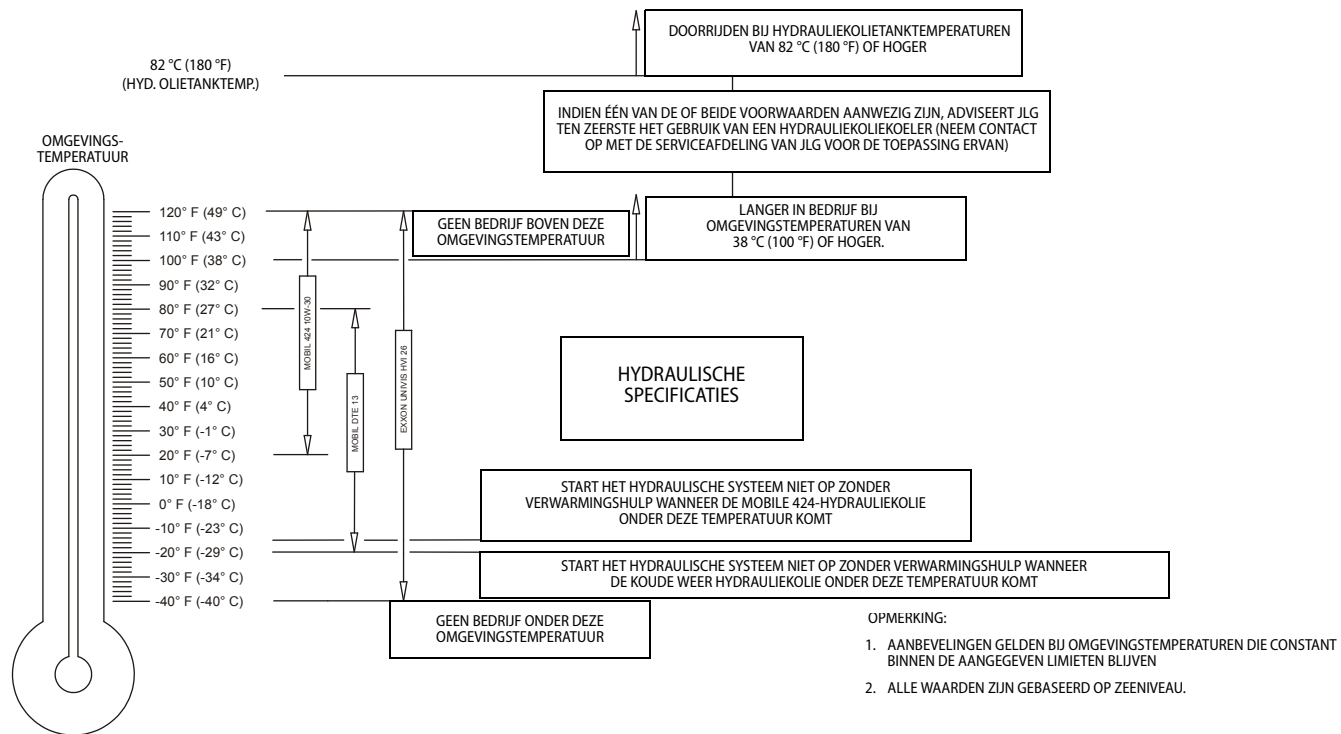 DOORRIJDEN BIJ HYDRAULIEKOLIETANKTEMPERATUREN
VAN 82 °C (180 °F) OF HOGER
82 °C (180 °F)
(HYD. OLIETANKTEMP.)
INDIEN ÉÉN VAN DE OF BEIDE VOORWAARDEN AANWEZIG ZIJN, ADVISEERT JLG
TEN ZEERSTE HET GEBRUIK VAN EEN HYDRAULIEKOLIEKOELER (NEEM CONTACT
OP MET DE SERVICEAFDELING VAN JLG VOOR DE TOEPASSING ERVAN)
OMGEVINGS-
TEMPERATUUR
120° F (49° C)
110° F (43° C)
100° F (38° C)
90° F (32° C)
80° F (27° C)
70° F (21° C)
60° F (16° C)
50° F (10° C)
40° F (4° C)
30° F (-1° C)
20° F (-7° C)
10° F (-12° C)
0° F (-18° C)
-10° F (-23° C)
-20° F (-29° C)
-30° F (-34° C)
-40° F (-40° C)
MOBIL 424 10W-30
MOBIL DTE 13
EXXON UNIVIS HVI 26
GEEN BEDRIJF BOVEN DEZE
OMGEVINGSTEMPERATUUR
LANGER IN BEDRIJF BIJ
OMGEVINGSTEMPERATUREN VAN
38 °C (100 °F) OF HOGER.
HYDRAULISCHE
SPECIFICATIES
START HET HYDRAULISCHE SYSTEEM NIET OP ZONDER
VERWARMINGSHULP WANNEER DE MOBILE 424-HYDRAULIEKOLIE
ONDER DEZE TEMPERATUUR KOMT
START HET HYDRAULISCHE SYSTEEM NIET OP ZONDER VERWARMINGSHULP WANNEER
DE KOUDE WEER HYDRAULIEKOLIE ONDER DEZE TEMPERATUUR KOMT
GEEN BEDRIJF ONDER DEZE
OMGEVINGSTEMPERATUUR
OPMERKING:
1. AANBEVELINGEN GELDEN BIJ OMGEVINGSTEMPERATUREN DIE CONSTANT
BINNEN DE AANGEGEVEN LIMIETEN BLIJVEN
2. ALLE WAARDEN ZIJN GEBASEERD OP ZEENIVEAU.